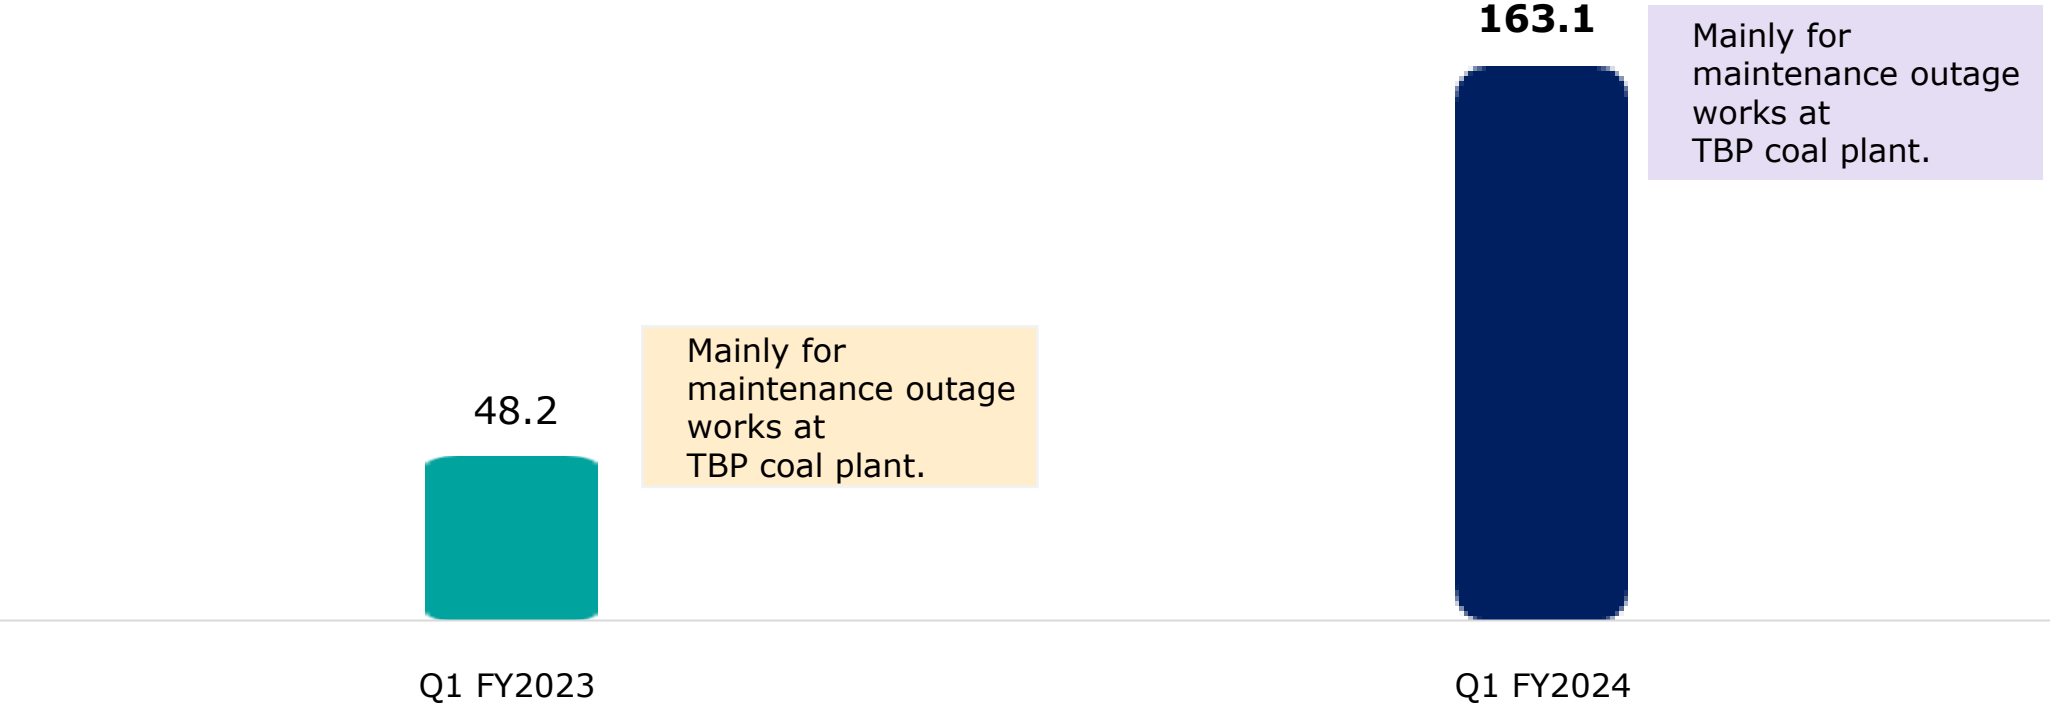 163.1
Mainly for
maintenance outage
works at
TBP coal plant.
48.2
Mainly for
maintenance outage
works at
TBP coal plant.
Q1 FY2023
Q1 FY2024